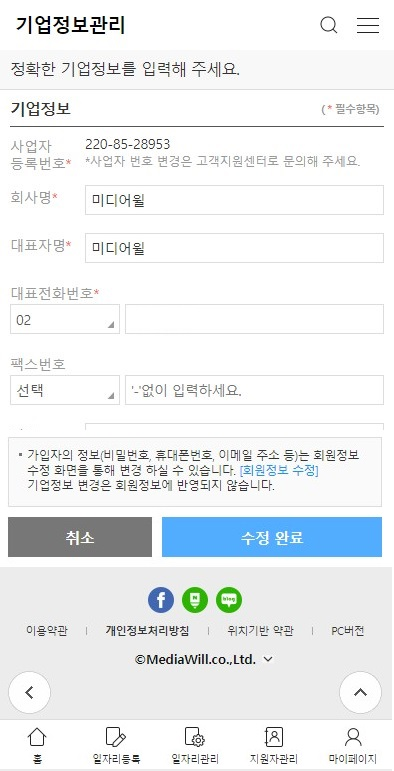 기업정보관리
정확한 기업정보를 입력해 주세요.
기업정보
( * 필수항목)
사업자
등록번호*
220-85-28953
*사업자 번호 변경은 고객지원센터로 문의해 주세요.
회사명*
미디어윌
대표자명*
미디어윌
대표전화번호*
02
팩스번호
선택
'-'없이 입력하세요.
• 가입자의 정보(비밀번호, 휴대폰번호, 이메일 주소 등)는 회원정보
수정 화면을 통해 변경 하실 수 있습니다. [회원정보 수정]
기업정보 변경은 회원정보에 반영되지 않습니다.
취소
수정 완료
f
blog
이용약관 | 개인정보처리방침 | 위치기반 약관 | PC버전
©MediaWill.co.,Ltd.
홈
일자리등록
일자리관리
지원자관리
마이페이지